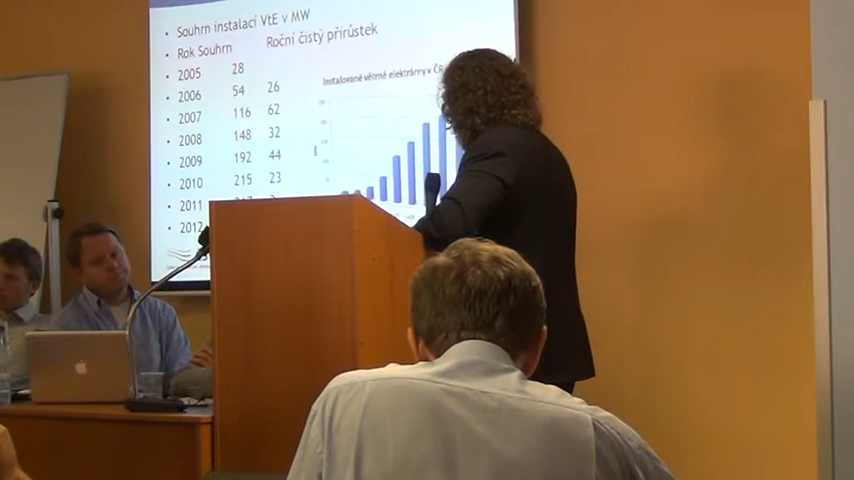 Souhrn instalací VtE v MW
Rok Souhrn Roční čistý přírůstek
2005 28
2006 54 26
2007 116 62
2008 148 32
2009 192 44
2010 215 23
2011
2012
Instalované větrné elektrárny v ČR